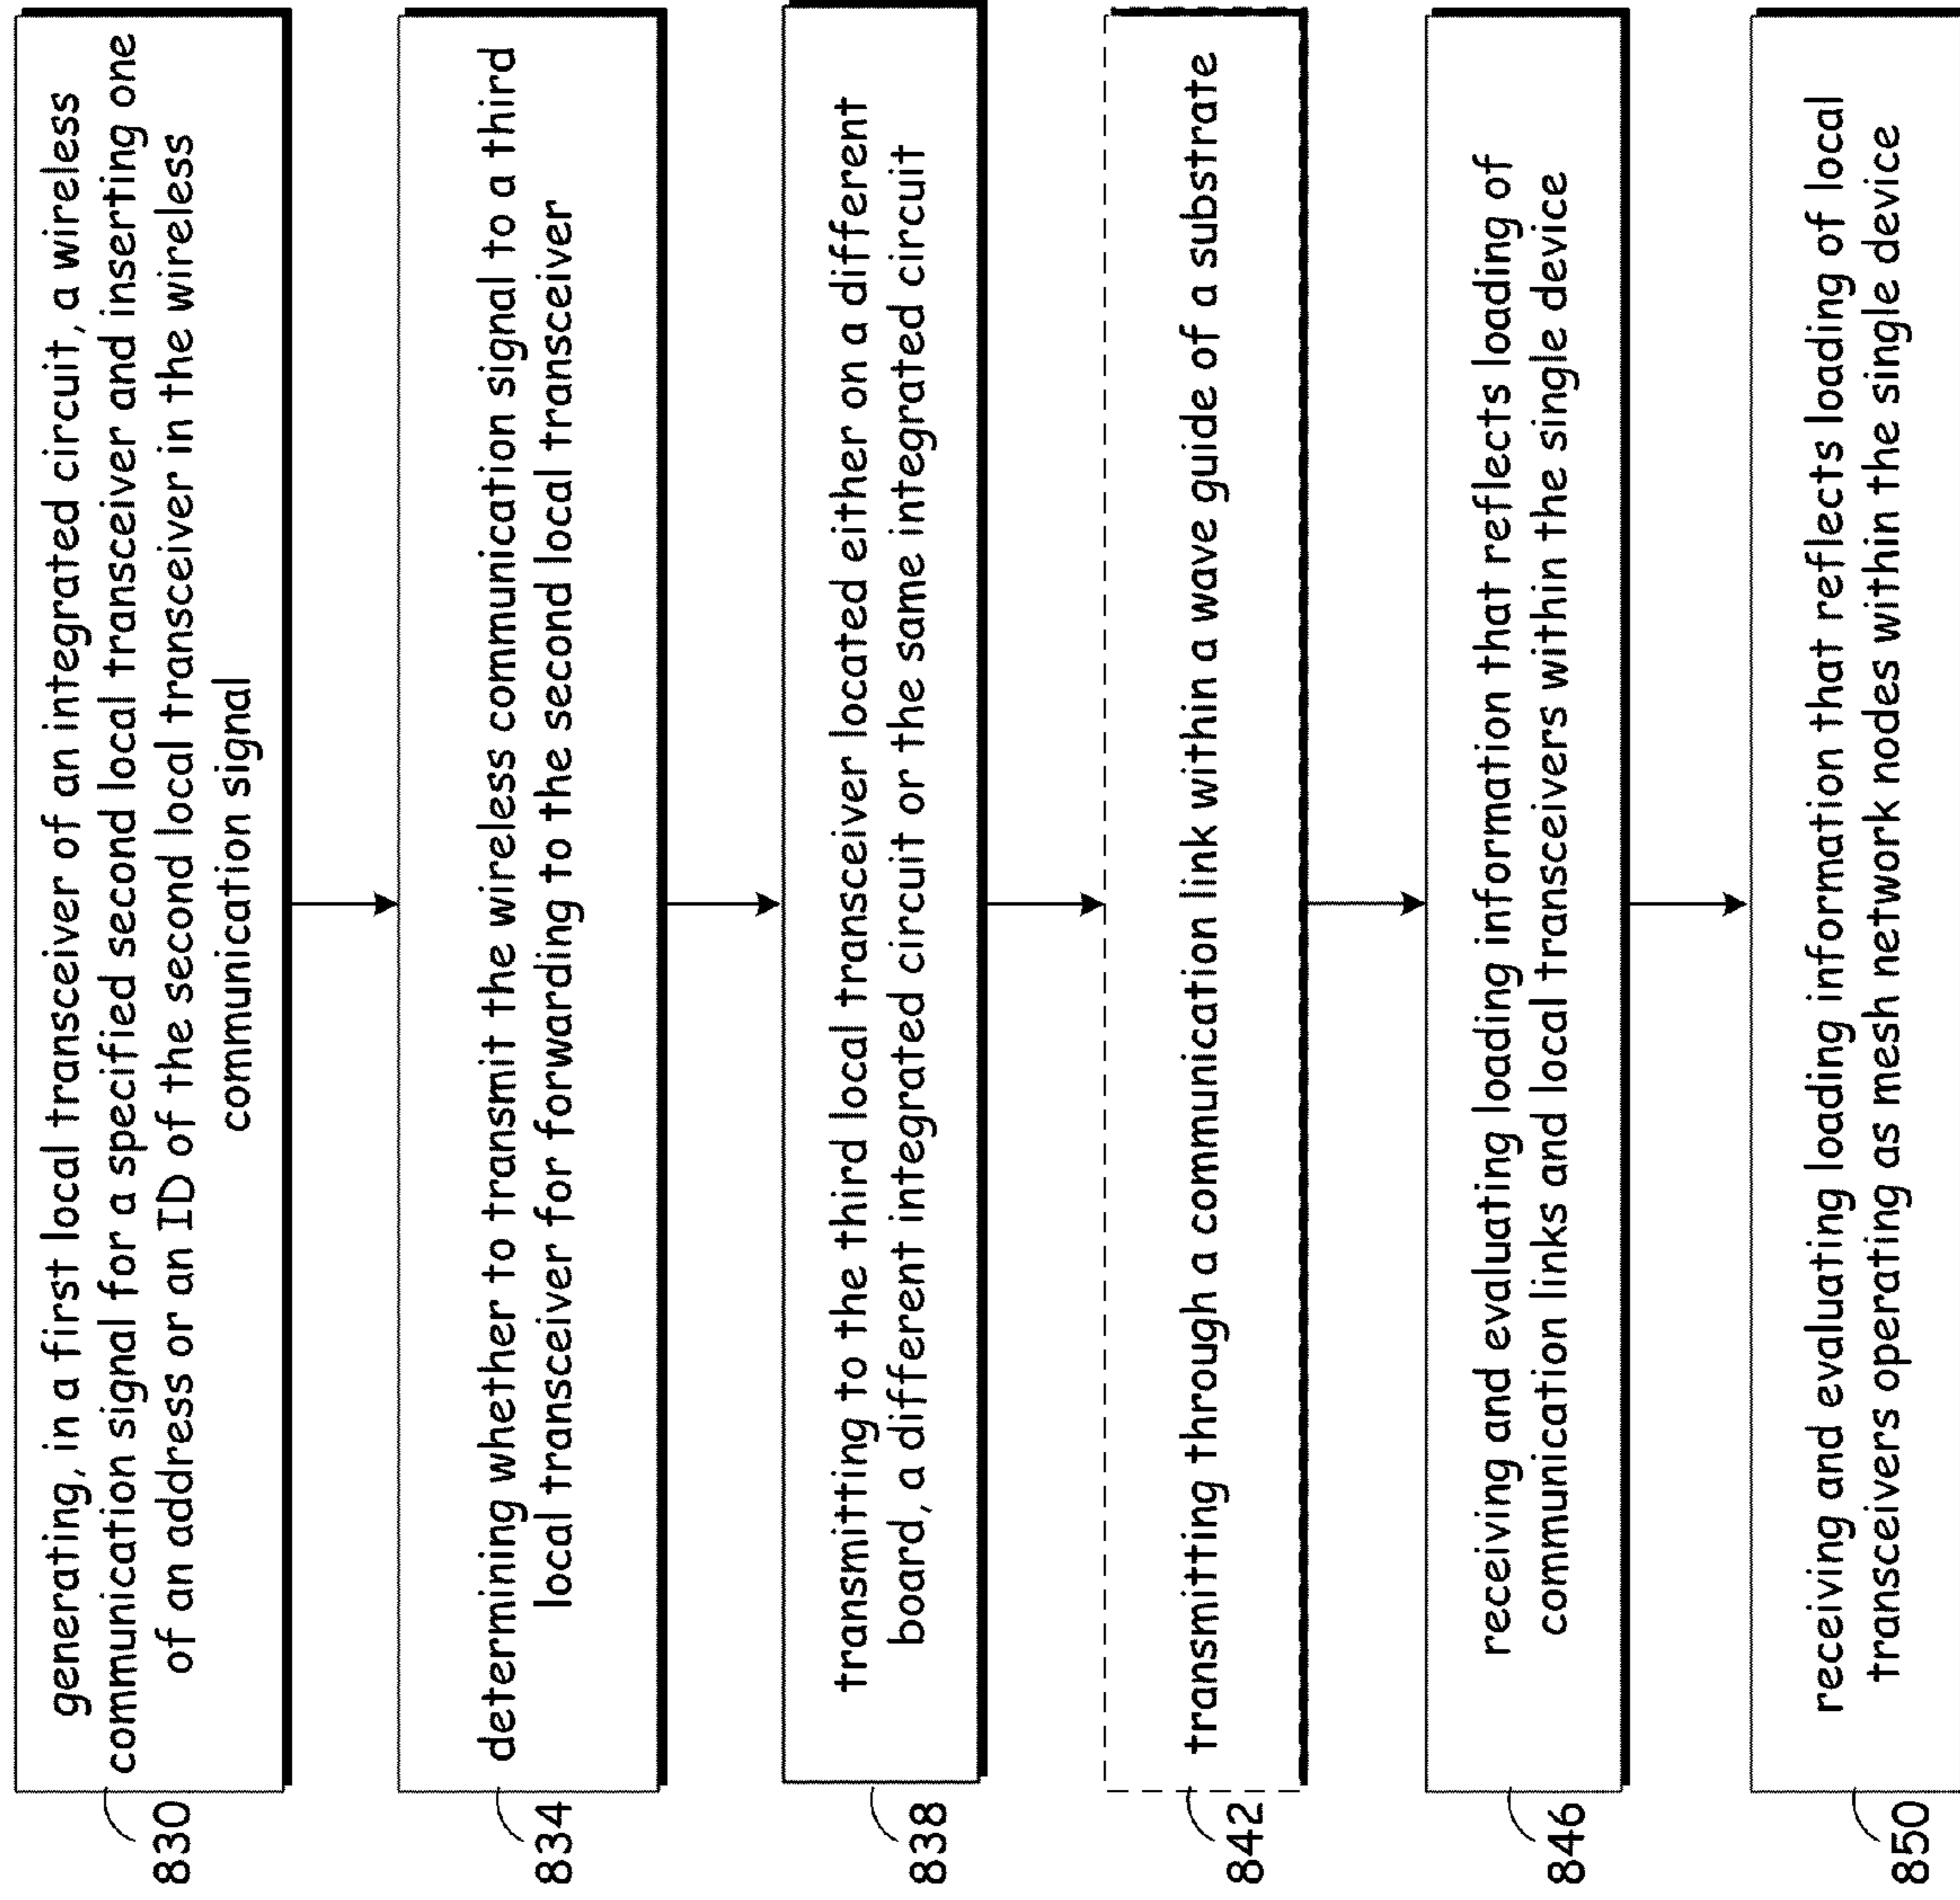 generating, in a first local transceiver of an integrated circuit, a wireless
communication signal for a specified second local transceiver and inserting one
of an address or an ID of the second local transceiver in the wireless
communication signal
830
determining whether to transmit the wireless communication signal to a third
local transceiver for forwarding to the second local transceiver
834
transmitting to the third local transceiver located either on a different
board, a different integrated circuit or the same integrated circuit
838
transmitting through a communication link within a wave guide of a substrate
842
receiving and evaluating loading information that reflects loading of
communication links and local transceivers within the single device
846
receiving and evaluating loading information that reflects loading of local
transceivers operating as mesh network nodes within the single device
850